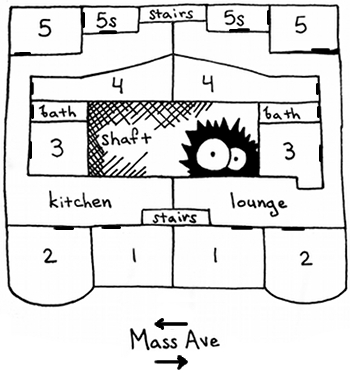 5 5s stairs 5s 5
4 4
bath bath
3 shaft 3
kitchen lounge
stairs
2 1 1 2
Mass Ave